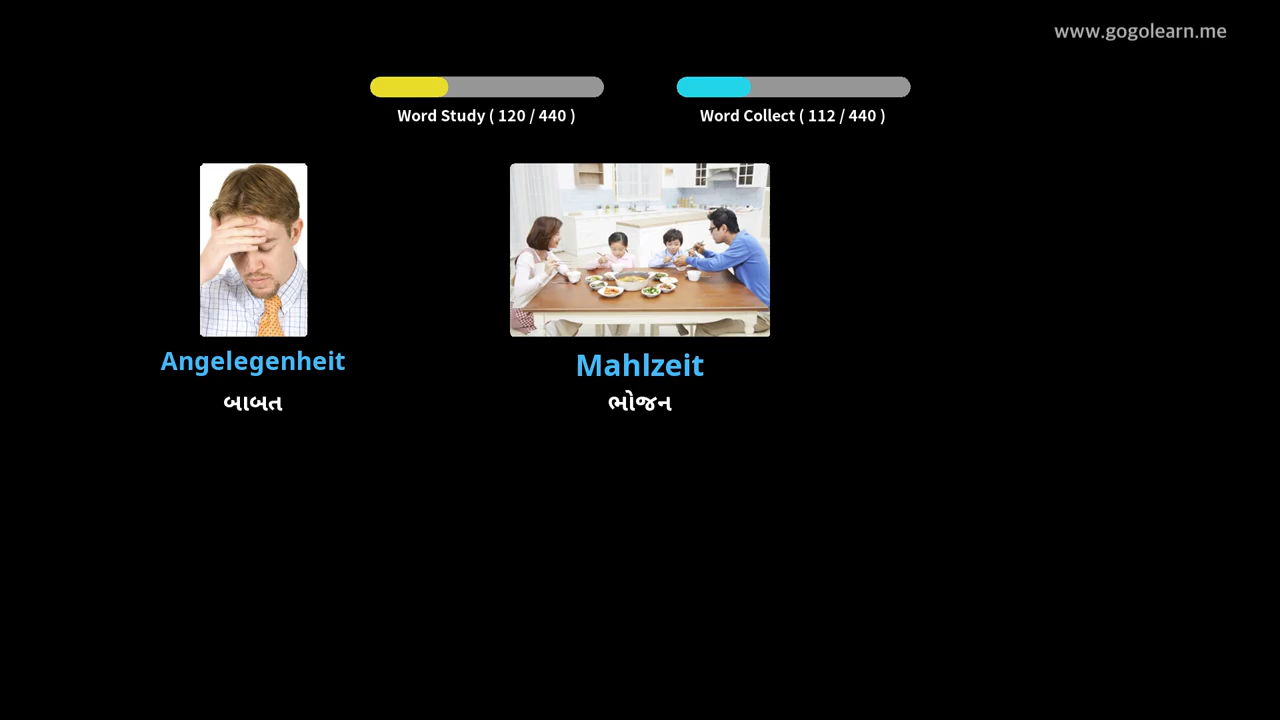 www.gogolearn.me
Word Study ( 120 / 440 )
Word Collect ( 112 / 440 )
Angelegenheit
બાબત
Mahlzeit
ભોજન